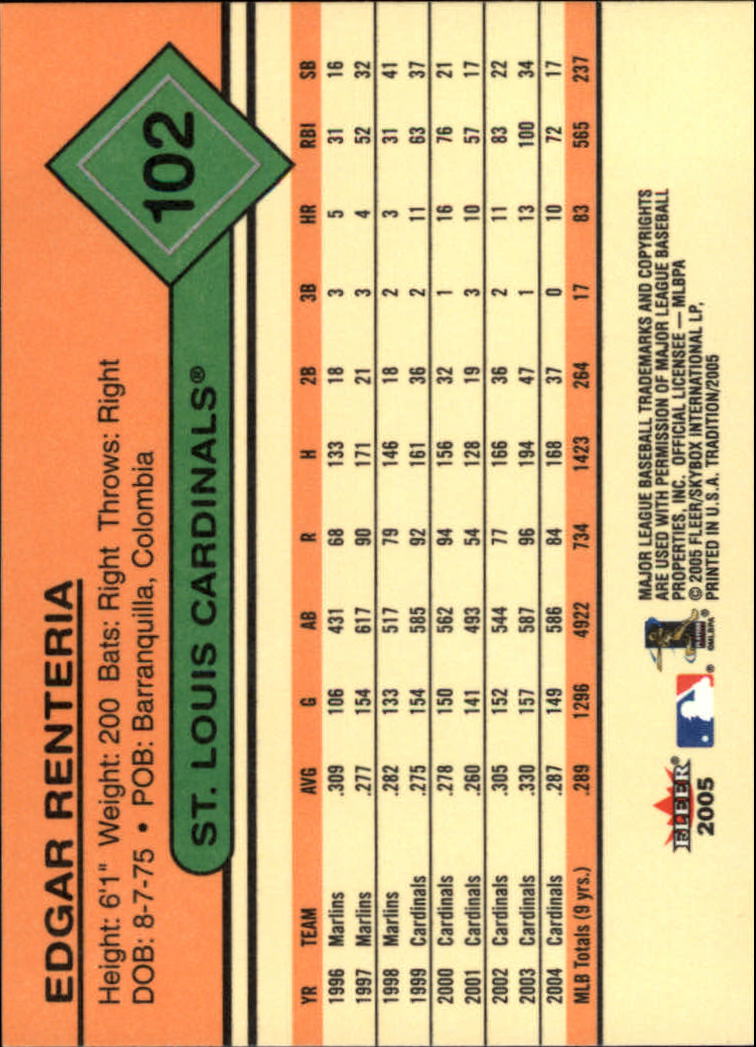 EDGAR RENTERIA
Height: 6'1" Weight: 200 Bats: Right Throws: Right
DOB: 8-7-75 • POB: Barranquilla, Colombia
102
ST. LOUIS CARDINALS®
YR TEAM AVG G AB R H 2B 3B HR RBI SB
1996 Marlins .309 106 431 68 133 18 3 5 31 16
1997 Marlins .277 154 617 90 171 21 3 4 52 32
1998 Marlins .282 133 517 79 146 18 2 3 31 41
1999 Cardinals .275 154 585 92 161 36 2 11 63 37
2000 Cardinals .278 150 562 94 156 32 1 16 76 21
2001 Cardinals .260 141 493 54 128 19 3 10 57 17
2002 Cardinals .305 152 544 77 166 36 2 11 83 22
2003 Cardinals .330 157 587 96 194 47 1 13 100 34
2004 Cardinals .287 149 586 84 168 37 0 10 72 17
MLB Totals (9 yrs.) .289 1296 4922 734 1423 264 17 83 565 237
FLEER®
2005
®
®
©MLBPA
MAJOR LEAGUE BASEBALL TRADEMARKS AND COPYRIGHTS
ARE USED WITH PERMISSION OF MAJOR LEAGUE BASEBALL
PROPERTIES, INC. OFFICIAL LICENSEE — MLBPA
© 2005 FLEER/SKYBOX INTERNATIONAL LP,
PRINTED IN U.S.A. TRADITION/2005